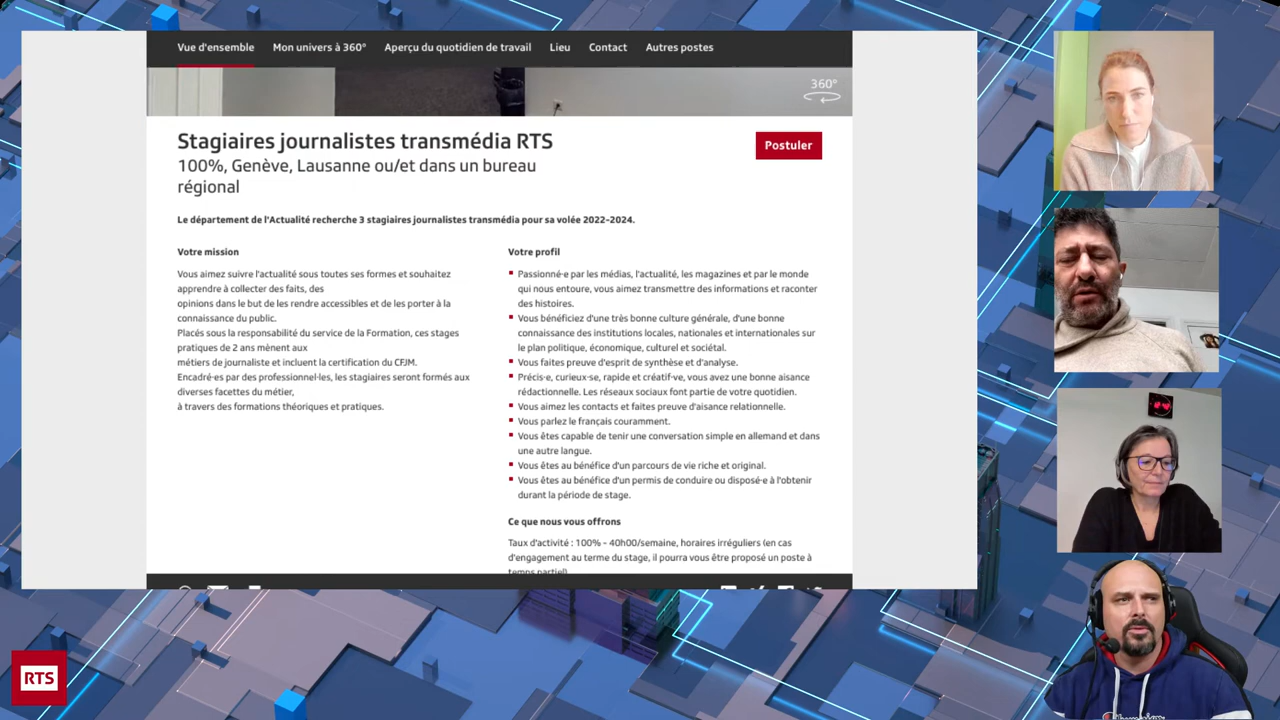 Vue d'ensemble Mon univers à 360° Aperçu du quotidien de travail Lieu Contact Autres postes
360°
Stagiaires journalistes transmédia RTS
Postuler
100%, Genève, Lausanne ou/et dans un bureau
régional
Le département de l'Actualité recherche 3 stagiaires journalistes transmédia pour sa volée 2022-2024.
Votre mission
Vous aimez suivre l'actualité sous toutes ses formes et souhaitez
apprendre à collecter des faits, des
opinions dans le but de les rendre accessibles et de les porter à la
connaissance du public.
Placés sous la responsabilité du service de la Formation, ces stages
pratiques de 2 ans mènent aux
métiers de journaliste et incluent la certification du CFJM.
Encadré·es par des professionnel·les, les stagiaires seront formés aux
diverses facettes du métier,
à travers des formations théoriques et pratiques.
Votre profil
Passionné·e par les médias, l'actualité, les magazines et par le monde
qui nous entoure, vous aimez transmettre des informations et raconter
des histoires.
Vous bénéficiez d'une très bonne culture générale, d'une bonne
connaissance des institutions locales, nationales et internationales sur
le plan politique, économique, culturel et sociétal.
Vous faites preuve d'esprit de synthèse et d'analyse.
Précis·e, curieux·se, rapide et créatif·ve, vous avez une bonne aisance
rédactionnelle. Les réseaux sociaux font partie de votre quotidien.
Vous aimez les contacts et faites preuve d'aisance relationnelle.
Vous parlez le français couramment.
Vous êtes capable de tenir une conversation simple en allemand et dans
une autre langue.
Vous êtes au bénéfice d'un parcours de vie riche et original.
Vous êtes au bénéfice d'un permis de conduire ou disposé·e à l'obtenir
durant la période de stage.
Ce que nous vous offrons
Taux d'activité : 100% - 40h00/semaine, horaires irréguliers (en cas
d'engagement au terme du stage, il pourra vous être proposé un poste à
temps partiel)
RTS
Champion